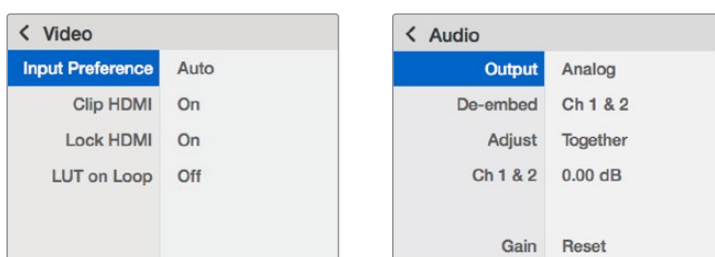 < Video
Input Preference Auto
Clip HDMI On
Lock HDMI On
LUT on Loop Off
< Audio
Output Analog
De-embed Ch 1 & 2
Adjust Together
Ch 1 & 2 0.00 dB
Gain Reset